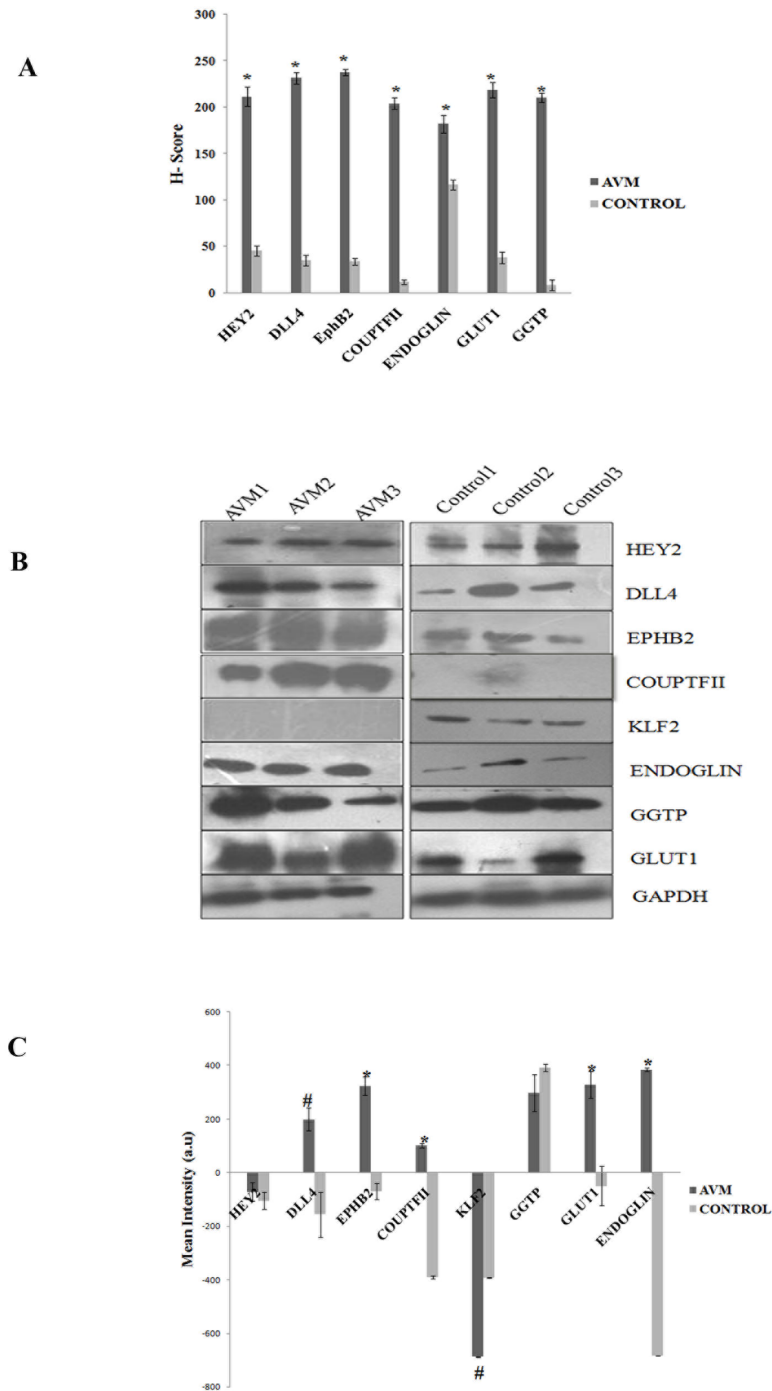 A
H- Score
300
250
200
150
100
50
0
*
*
*
*
*
*
*
HEY2
DLL4
EphB2
COUPTFII
ENDOGLIN
GLUT1
GGTP
AVM
CONTROL
B
AVM1
AVM2
AVM3
Control1
Control2
Control3
HEY2
DLL4
EPHB2
COUPTFII
KLF2
ENDOGLIN
GGTP
GLUT1
GAPDH
C
Mean Intensity (a.u)
600
400
200
0
-200
-400
-600
-800
#
*
*
#
*
*
HEY2
DLL4
EPHB2
COUPTFII
KLF2
GGTP
GLUT1
ENDOGLIN
AVM
CONTROL